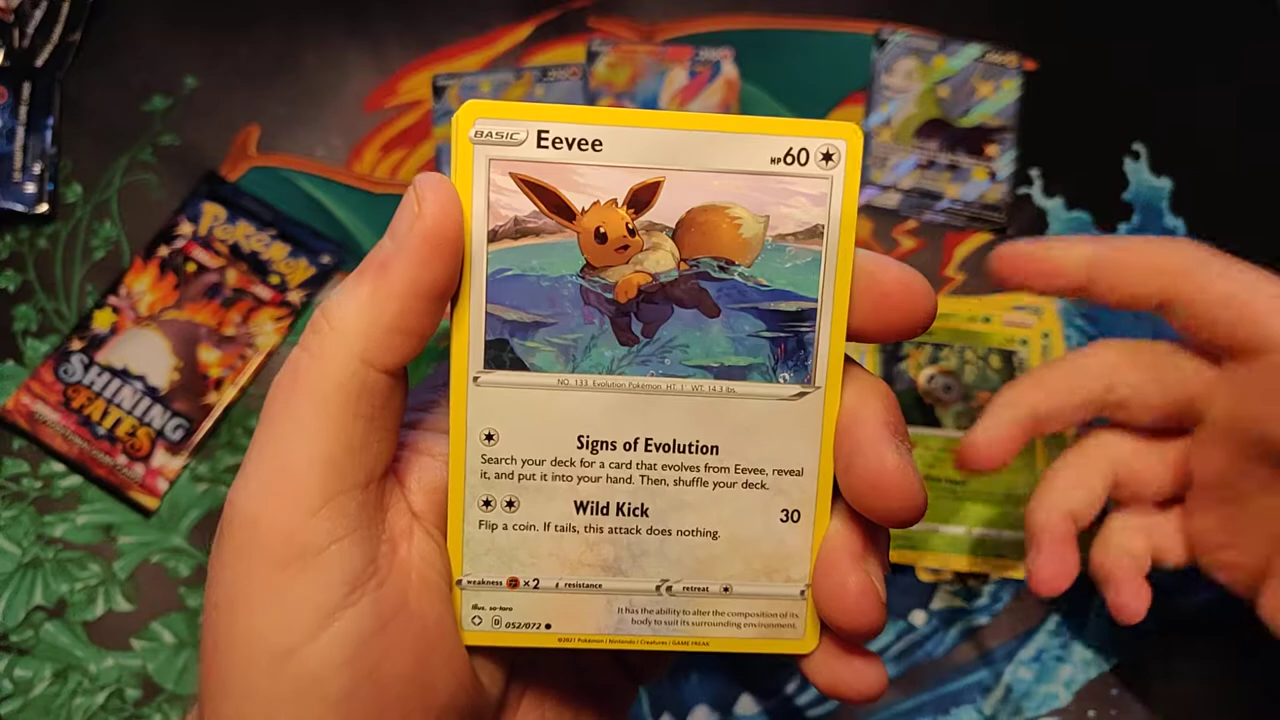 BASIC
Eevee
HP60
NO. 133 Evolution Pokémon HT: 1' WT: 14.3 lbs.
Signs of Evolution
Search your deck for a card that evolves from Eevee, reveal
it, and put it into your hand. Then, shuffle your deck.
Wild Kick 30
Flip a coin. If tails, this attack does nothing.
weakness ×2 resistance retreat
Illus. so-taro
It has the ability to alter the composition of its
body to suit its surrounding environment.
D 052/072
©2021 Pokémon / Nintendo / Creatures / GAME FREAK
POKÉMON
SHINING
FATES